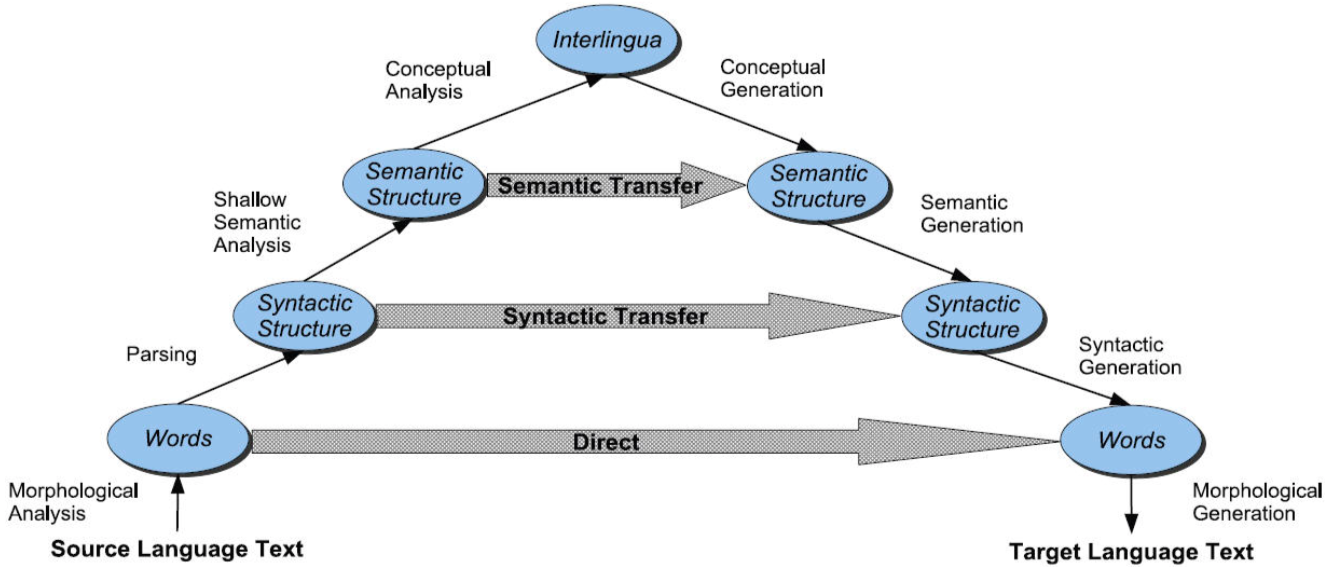 Interlingua
Conceptual
Analysis
Conceptual
Generation
Semantic
Structure
Semantic Transfer
Semantic
Structure
Shallow
Semantic
Analysis
Semantic
Generation
Syntactic
Structure
Syntactic Transfer
Syntactic
Structure
Parsing
Syntactic
Generation
Words
Direct
Words
Morphological
Analysis
Morphological
Generation
Source Language Text
Target Language Text